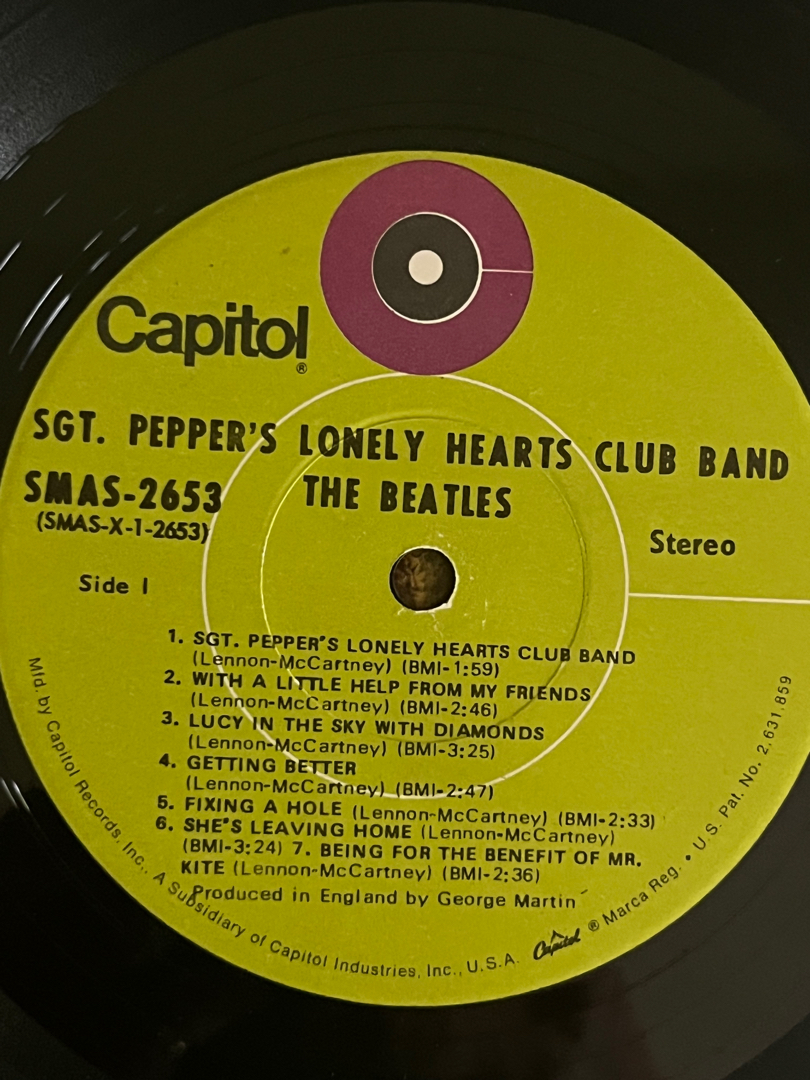 Capitol®
SGT. PEPPER'S LONELY HEARTS CLUB BAND
SMAS-2653
THE BEATLES
(SMAS-X-1-2653)
Stereo
Side 1
1. SGT. PEPPER'S LONELY HEARTS CLUB BAND
(Lennon-McCartney) (BMI-1:59)
2. WITH A LITTLE HELP FROM MY FRIENDS
(Lennon-McCartney) (BMI-2:46)
3. LUCY IN THE SKY WITH DIAMONDS
(Lennon-McCartney) (BMI-3:25)
4. GETTING BETTER
(Lennon-McCartney) (BMI-2:47)
5. FIXING A HOLE (Lennon-McCartney) (BMI-2:33)
6. SHE'S LEAVING HOME (Lennon-McCartney)
(BMI-3:24) 7. BEING FOR THE BENEFIT OF MR.
KITE (Lennon-McCartney) (BMI-2:36)
Produced in England by George Martin
Mfd. by Capitol Records, Inc., A Subsidiary of Capitol Industries, Inc., U.S.A. Capitol ® Marca Reg. • U.S. Pat. No. 2,631,859